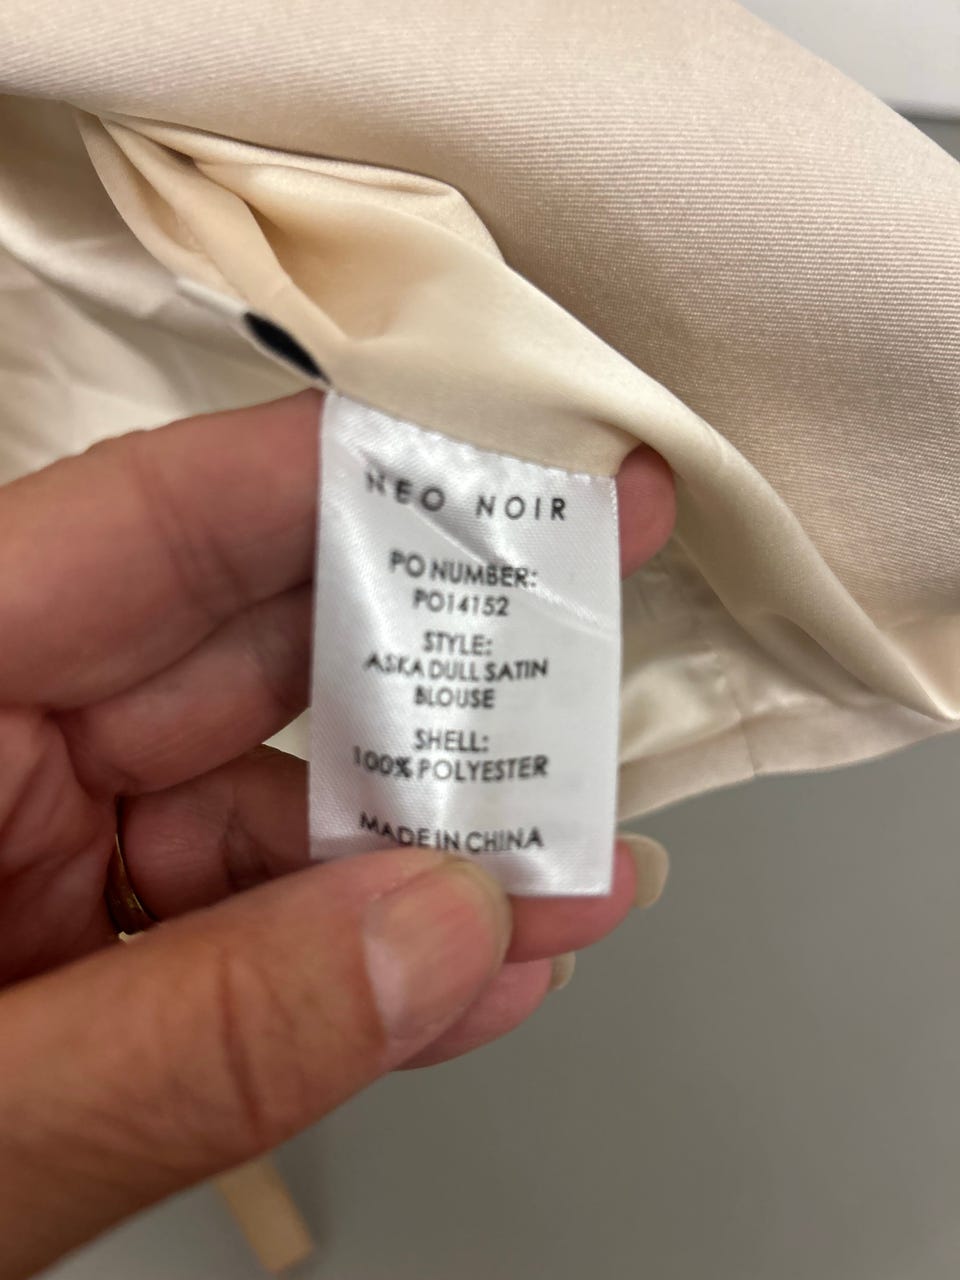 NEO NOIR
PO NUMBER:
PO14152
STYLE:
ASKA DULL SATIN
BLOUSE
SHELL:
100% POLYESTER
MADE IN CHINA